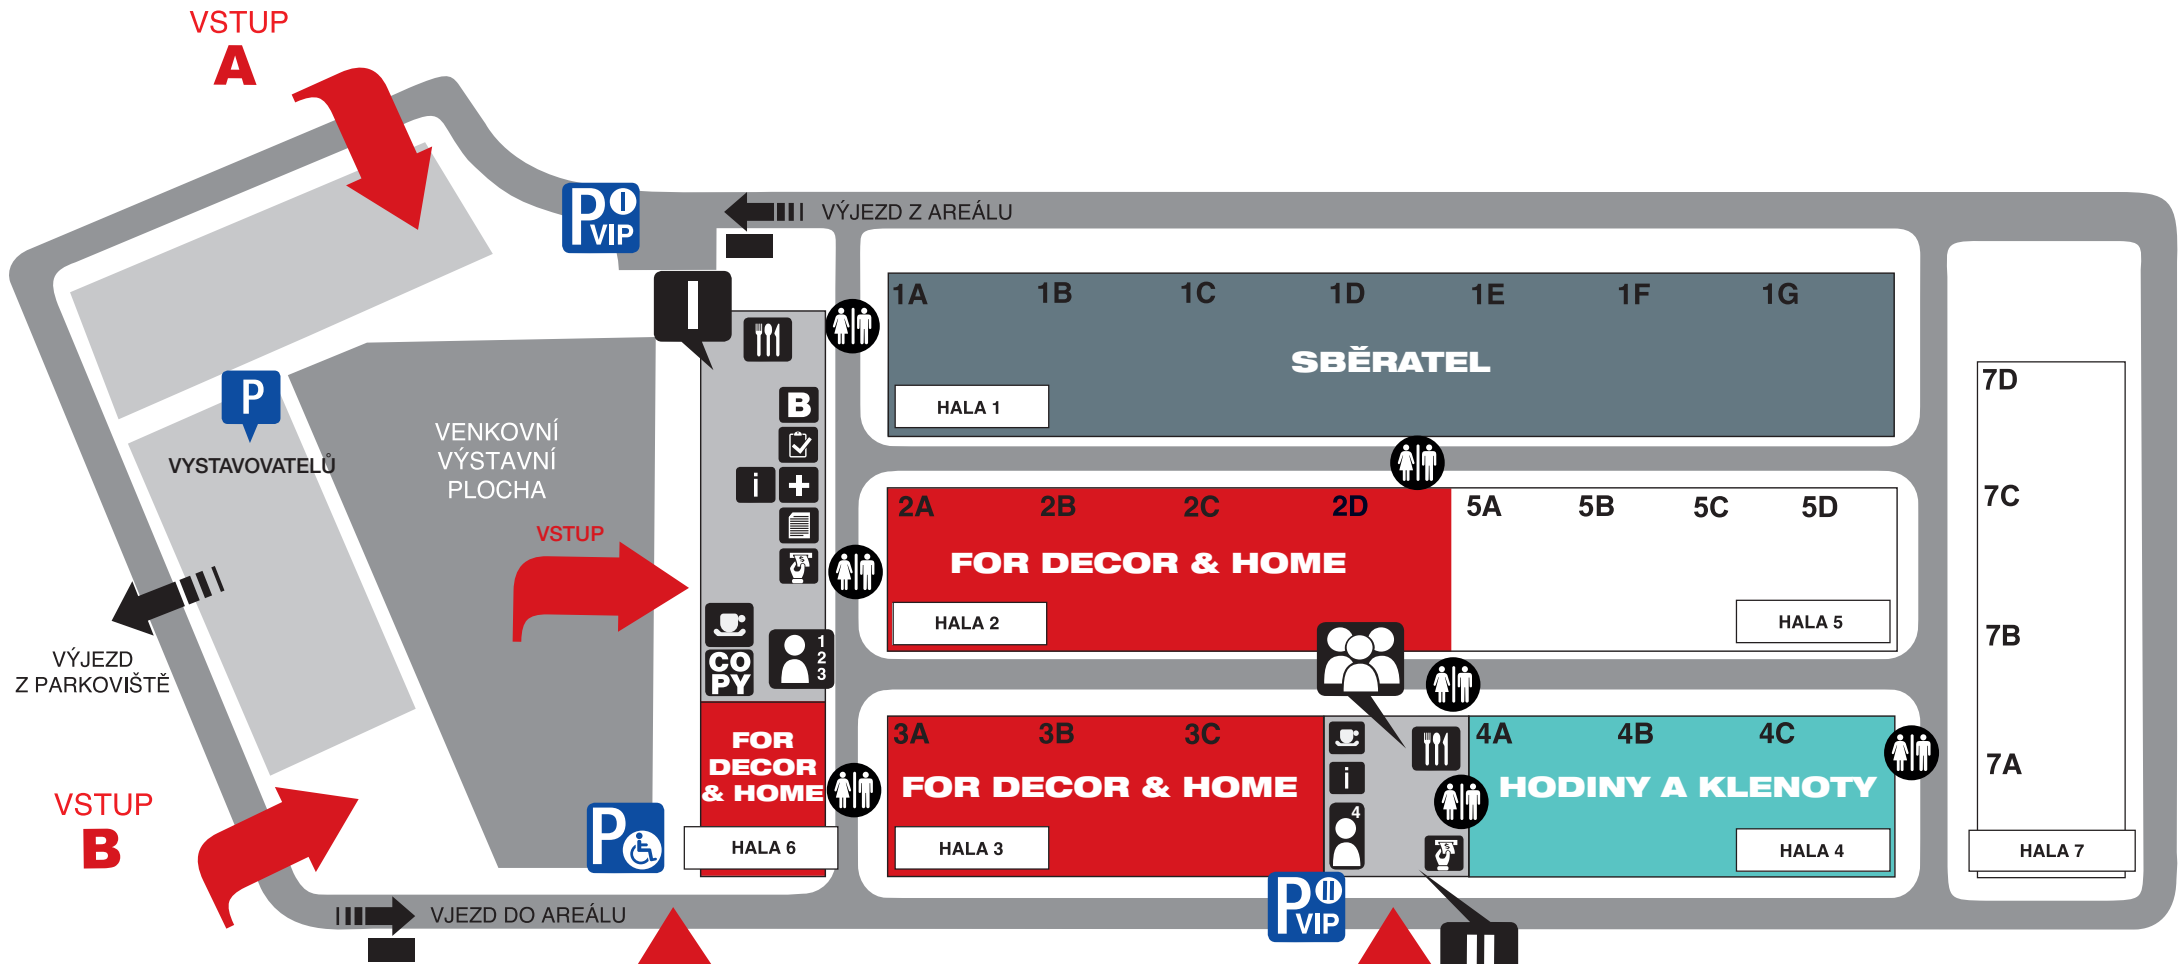 VSTUP
A
P I
VIP
VÝJEZD Z AREÁLU
I
1A 1B 1C 1D 1E 1F 1G
SBĚRATEL
HALA 1
7D
P
VYSTAVOVATELŮ
VENKOVNÍ
VÝSTAVNÍ
PLOCHA
B
i
VSTUP
2A 2B 2C 2D 5A 5B 5C 5D
7C
FOR DECOR & HOME
HALA 2
HALA 5
7B
VÝJEZD
Z PARKOVIŠTĚ
CO
PY
1
2
3
FOR
DECOR
& HOME
HALA 6
3A 3B 3C 4A 4B 4C
i
4
FOR DECOR & HOME
HODINY A KLENOTY
7A
HALA 3
HALA 4
HALA 7
VSTUP
B
P
P II
VIP
VJEZD DO AREÁLU
II